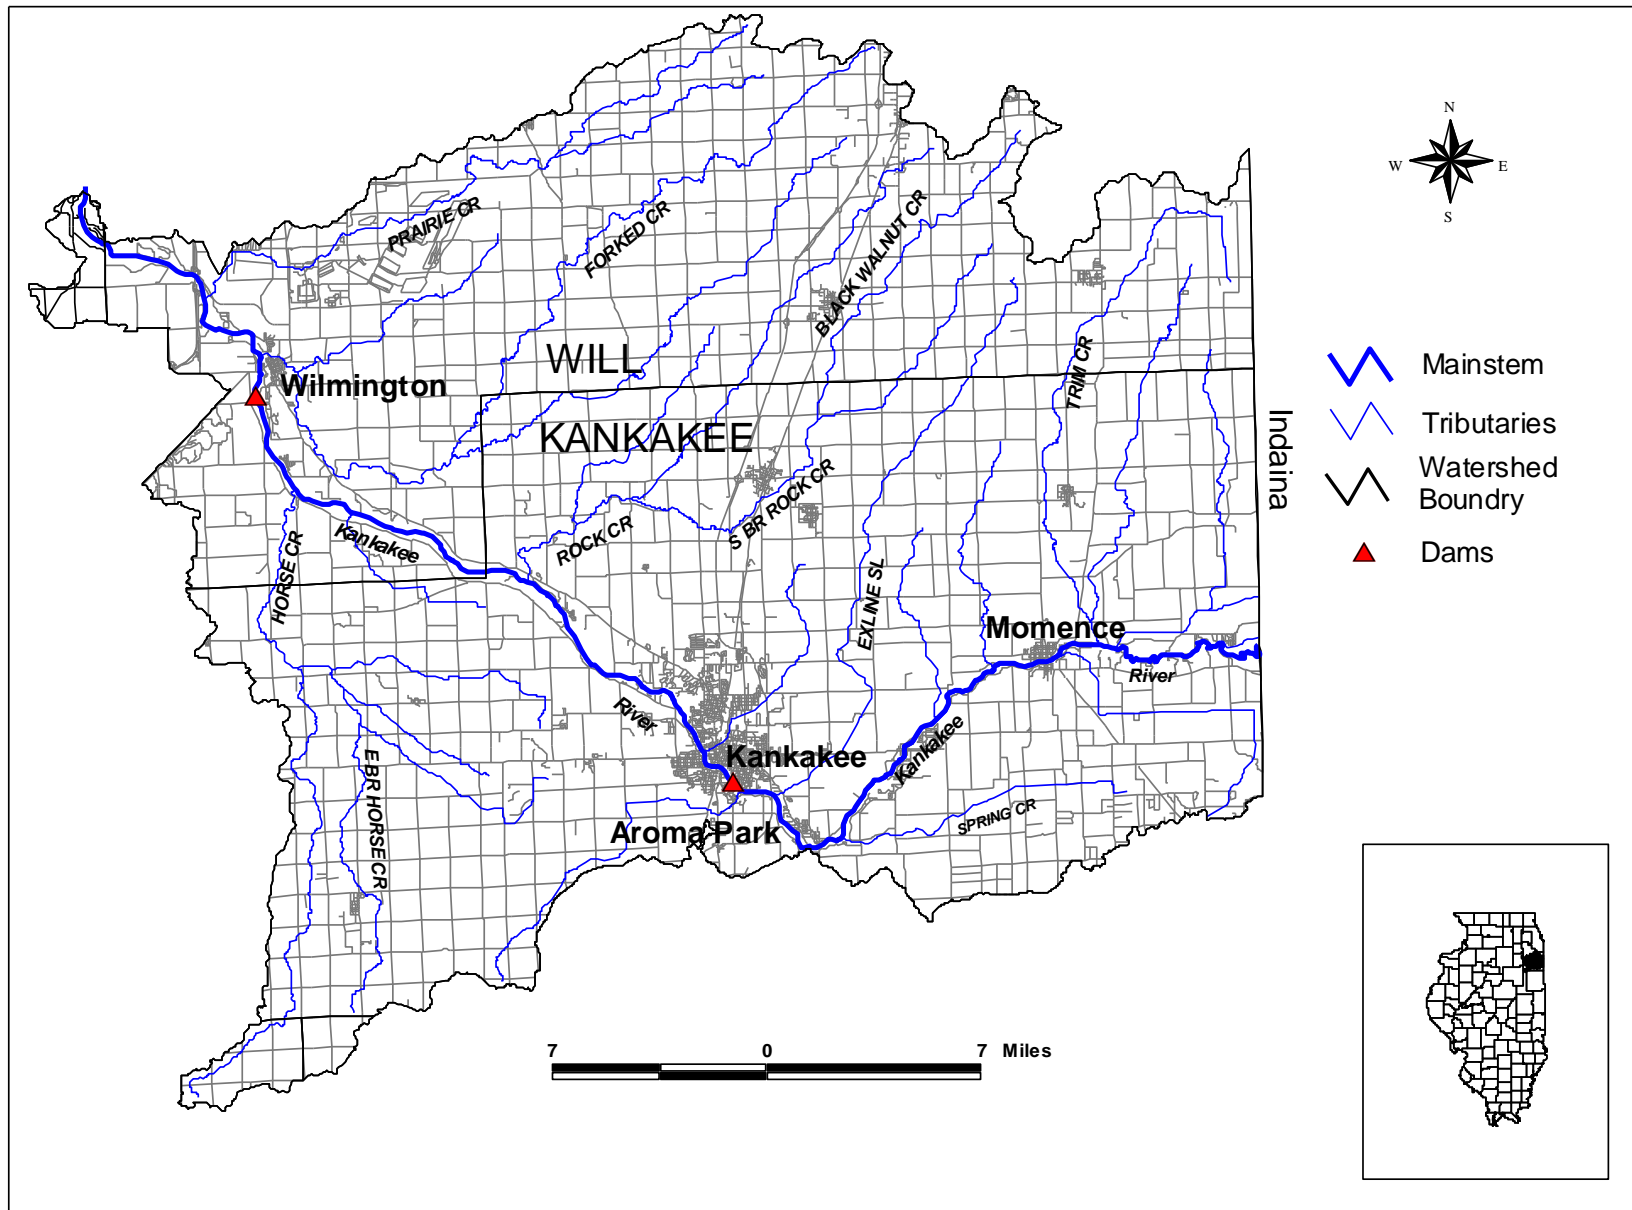 N
W E
S
PRAIRIE CR
FORKED CR
BLACK WALNUT CR
WILL
Wilmington
TRIM CR
Mainstem
Tributaries
Watershed
Boundry
Dams
Indaina
KANKAKEE
S BR ROCK CR
ROCK CR
Kankakee
HORSE CR
EXLINE SL
Momence
River
River
Kankakee
Kankakee
E BR HORSE CR
SPRING CR
Aroma Park
7 0 7 Miles